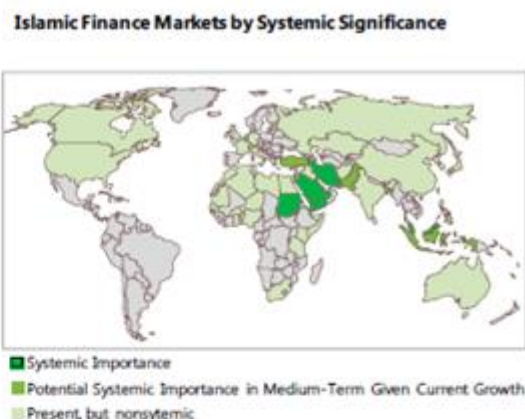 Islamic Finance Markets by Systemic Significance
Systemic Importance
Potential Systemic Importance in Medium-Term Given Current Growth
Present, but nonsytemic